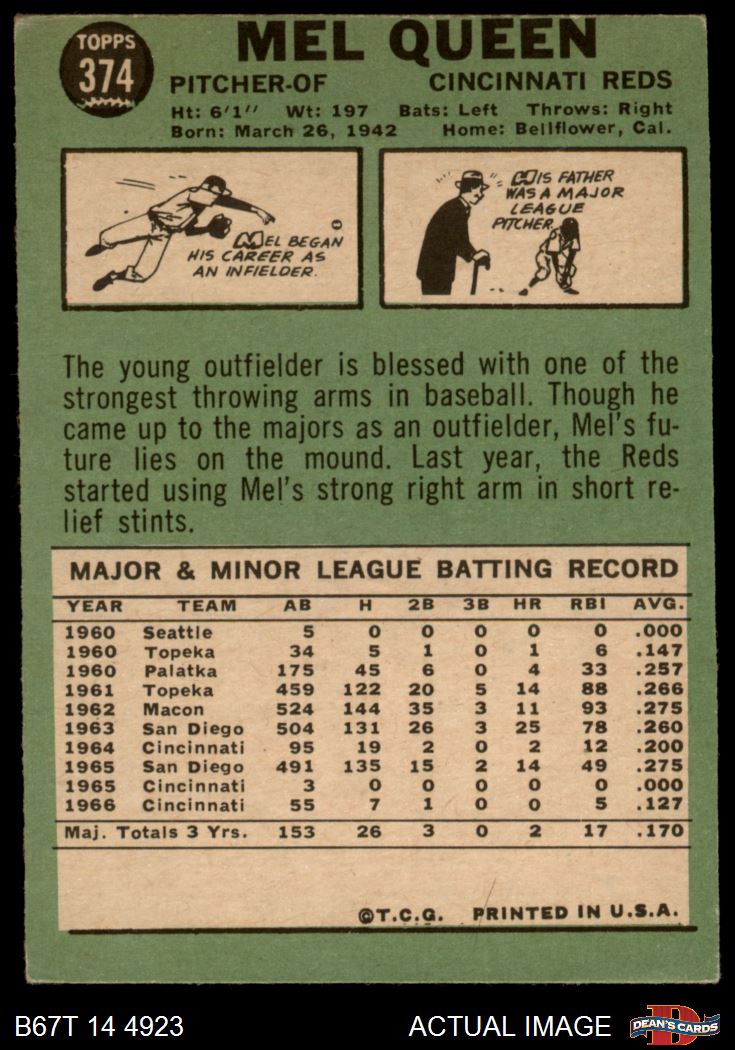 TOPPS
374
MEL QUEEN
PITCHER-OF CINCINNATI REDS
Ht: 6'1" Wt: 197 Bats: Left Throws: Right
Born: March 26, 1942 Home: Bellflower, Cal.
MEL BEGAN
HIS CAREER AS
AN INFIELDER.
HIS FATHER
WAS A MAJOR
LEAGUE
PITCHER.
The young outfielder is blessed with one of the
strongest throwing arms in baseball. Though he
came up to the majors as an outfielder, Mel's fu-
ture lies on the mound. Last year, the Reds
started using Mel's strong right arm in short re-
lief stints.
MAJOR & MINOR LEAGUE BATTING RECORD
YEAR TEAM AB H 2B 3B HR RBI AVG.
1960 Seattle 5 0 0 0 0 0 .000
1960 Topeka 34 5 1 0 1 6 .147
1960 Palatka 175 45 6 0 4 33 .257
1961 Topeka 459 122 20 5 14 88 .266
1962 Macon 524 144 35 3 11 93 .275
1963 San Diego 504 131 26 3 25 78 .260
1964 Cincinnati 95 19 2 0 2 12 .200
1965 San Diego 491 135 15 2 14 49 .275
1965 Cincinnati 3 0 0 0 0 0 .000
1966 Cincinnati 55 7 1 0 0 5 .127
Maj. Totals 3 Yrs. 153 26 3 0 2 17 .170
©T.C.G. PRINTED IN U.S.A.
B67T 14 4923 ACTUAL IMAGE DEAN'S CARDS